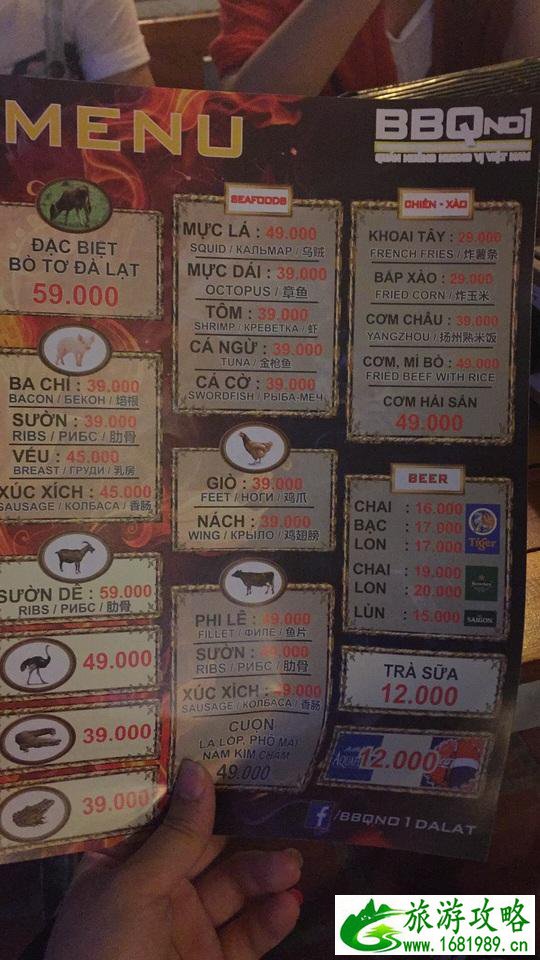 MENU
BBQ NO1
ĐẶC BIỆT
BÒ TƠ ĐÀ LẠT
59.000
BA CHỈ : 39.000
BACON / БЕКОН / 培根
SƯỜN : 39.000
RIBS / РИБС / 肋骨
VÉU : 45.000
BREAST / ГРУДИ / 乳房
XÚC XÍCH : 45.000
SAUSAGE / КОЛБАСА / 香肠
SƯỜN DÊ : 59.000
RIBS / РИБС / 肋骨
49.000
39.000
39.000
SEAFOODS
MỰC LÁ : 49.000
SQUID / КАЛЬМАР / 乌贼
MỰC DÁI : 39.000
OCTOPUS / 章鱼
TÔM : 39.000
SHRIMP / КРЕВЕТКА / 虾
CÁ NGỪ : 39.000
TUNA / 金枪鱼
CÁ CỜ : 39.000
SWORDFISH / РЫБА-МЕЧ
GIÒ : 39.000
FEET / НОГИ / 鸡爪
NÁCH : 39.000
WING / КРЫЛО / 鸡翅膀
PHI LÊ : 49.000
FILLET / ФИЛЕ / 鱼片
SƯỜN :
RIBS / РИБС / 肋骨
XÚC XÍCH : 49.000
SAUSAGE / КОЛБАСА / 香肠
CUỐN
LÁ LỐP, PHÔ MAI
NẤM KIM CHÂM
49.000
CHIÊN - XÀO
KHOAI TÂY : 29.000
FRENCH FRIES / 炸薯条
BẮP XÀO : 29.000
FRIED CORN / 炸玉米
CƠM CHÂU : 39.000
YANGZHOU / 扬州熟米饭
CƠM, MÌ BÒ : 49.000
FRIED BEEF WITH RICE
CƠM HẢI SẢN
49.000
BEER
CHAI : 16.000
BẠC : 17.000
LON : 17.000
Tiger
CHAI : 19.000
LON : 20.000
Heineken
LÙN : 15.000
SAIGON
TRÀ SỮA
12.000
12.000
f /BBQNO1DALAT
旅游攻略
www.1681989.cn